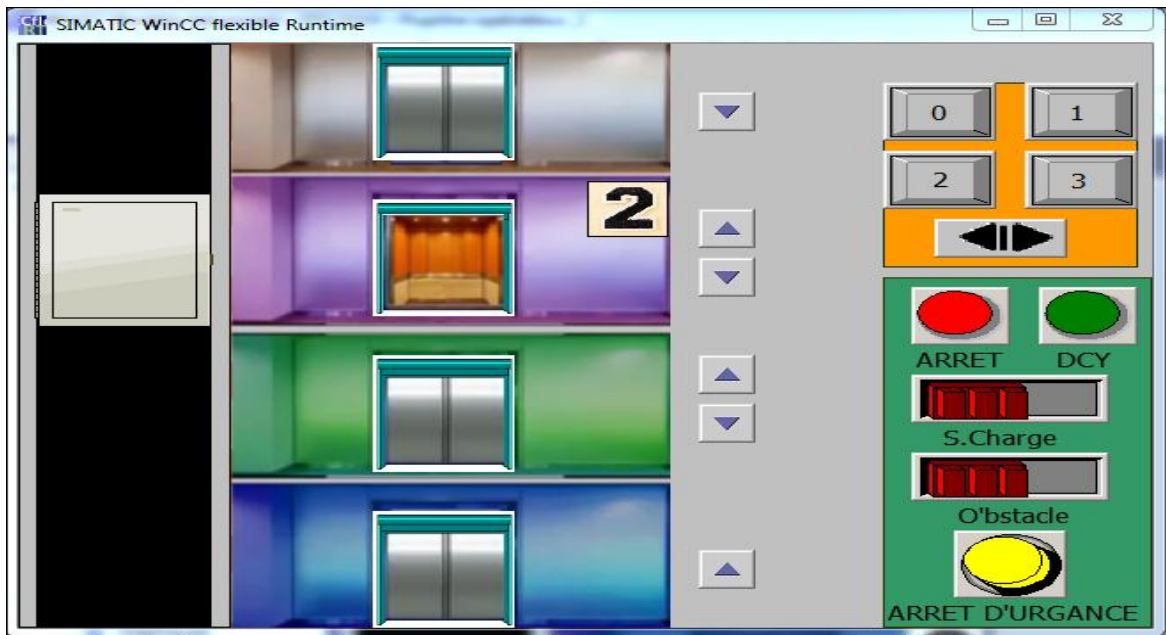 SIMATIC WinCC flexible Runtime
2
0 1
2 3
ARRET DCY
S.Charge
O'bstacle
ARRET D'URGANCE